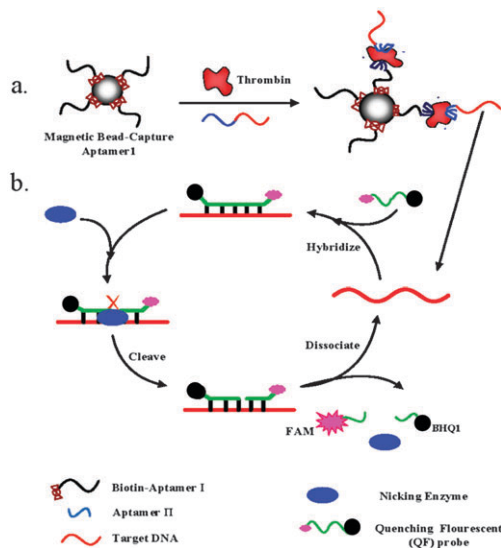 a.
Thrombin
Magnetic Bead-Capture
Aptamer1
b.
Hybridize
Cleave
Dissociate
FAM
BHQ1
Biotin-Aptamer I
Aptamer II
Target DNA
Nicking Enzyme
Quenching Flourescent
(QF) probe